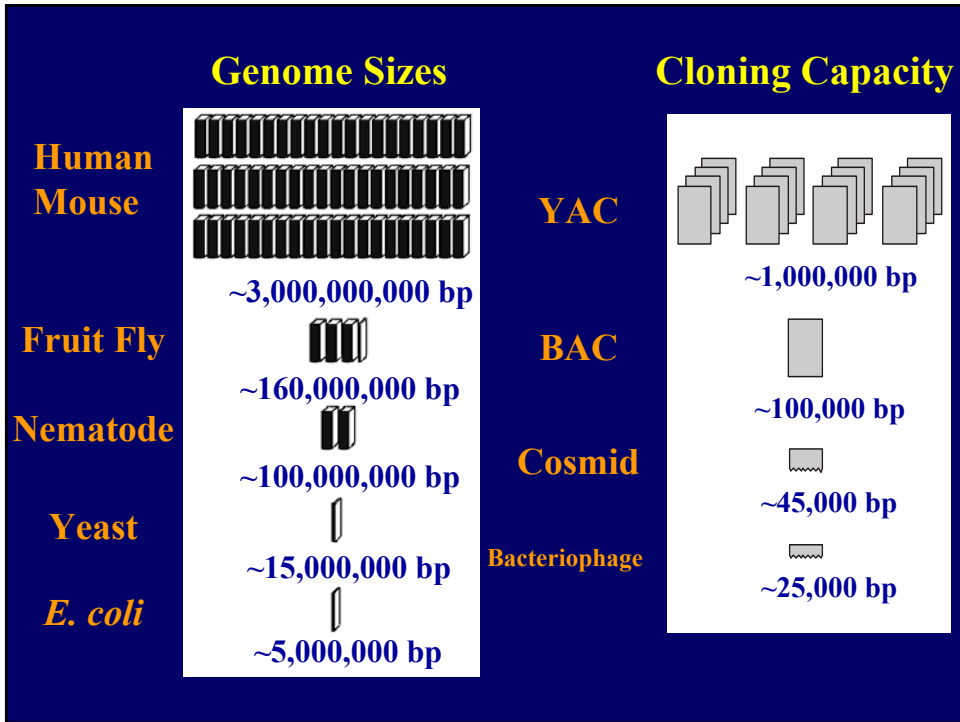 Genome Sizes
Human
Mouse
~3,000,000,000 bp
Fruit Fly
~160,000,000 bp
Nematode
~100,000,000 bp
Yeast
~15,000,000 bp
E. coli
~5,000,000 bp
Cloning Capacity
YAC
~1,000,000 bp
BAC
~100,000 bp
Cosmid
~45,000 bp
Bacteriophage
~25,000 bp